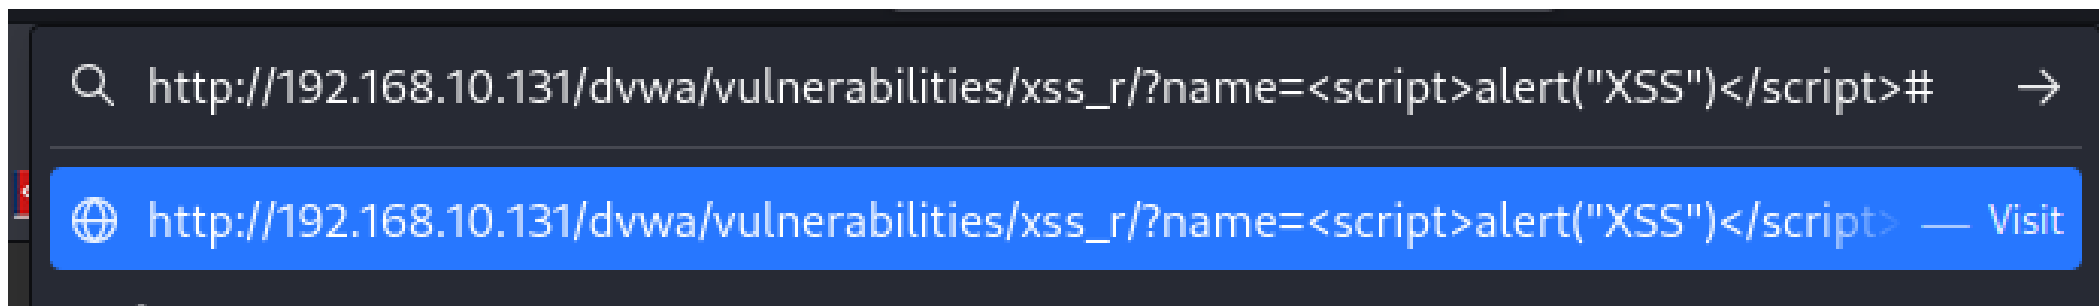 http://192.168.10.131/dvwa/vulnerabilities/xss_r/?name=<script>alert("XSS")</script>#
http://192.168.10.131/dvwa/vulnerabilities/xss_r/?name=<script>alert("XSS")</script> — Visit